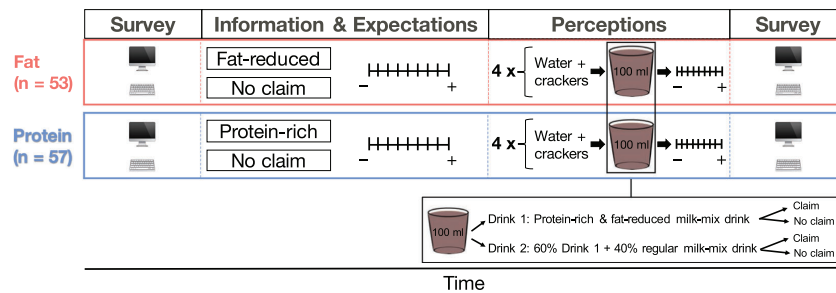 Survey
Information & Expectations
Perceptions
Survey
Fat
(n = 53)
Fat-reduced
No claim
−
+
4 x
Water +
crackers
100 ml
−
+
Protein
(n = 57)
Protein-rich
No claim
−
+
4 x
Water +
crackers
100 ml
−
+
100 ml
Drink 1: Protein-rich & fat-reduced milk-mix drink
Claim
No claim
Drink 2: 60% Drink 1 + 40% regular milk-mix drink
Claim
No claim
Time